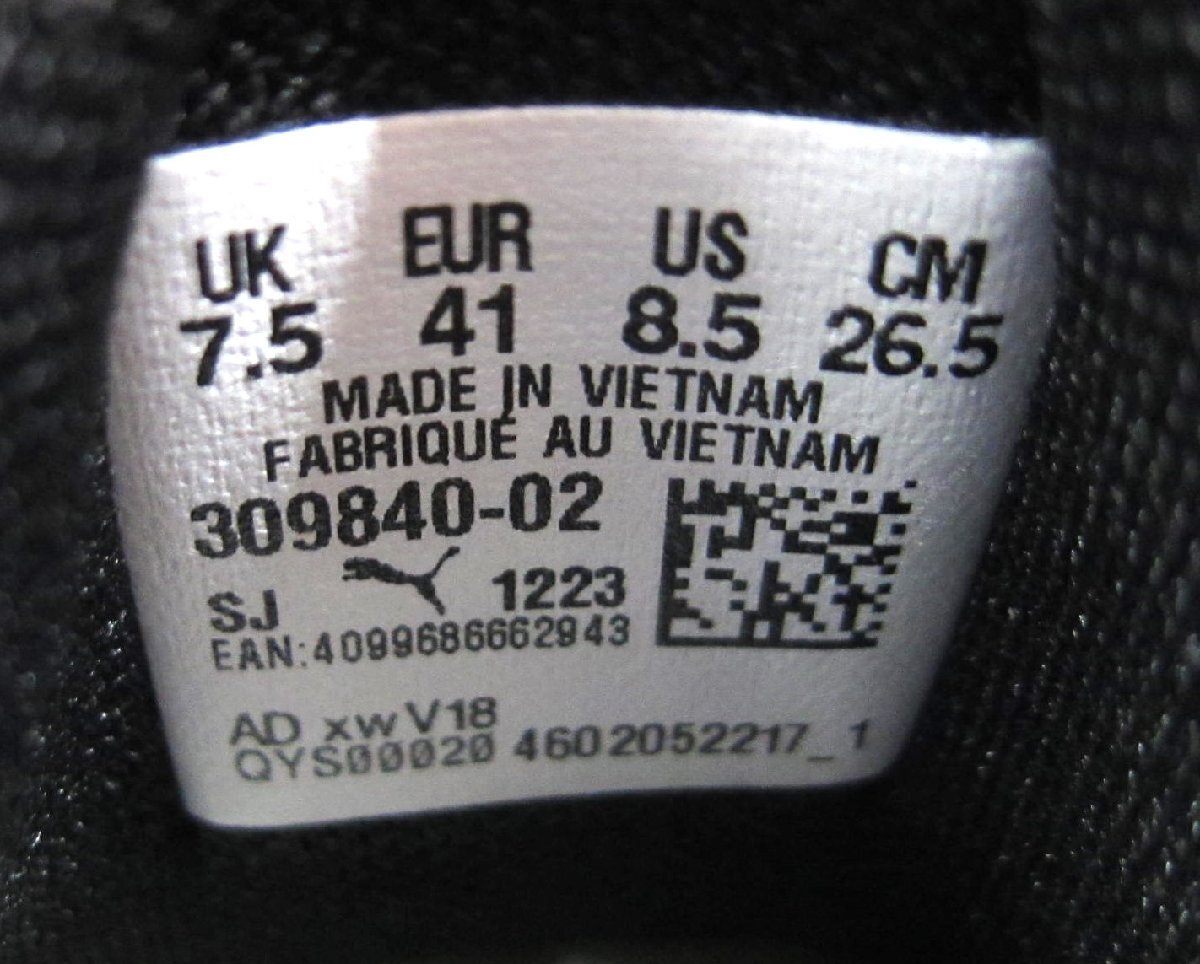 UK EUR US CM
7.5 41 8.5 26.5
MADE IN VIETNAM
FABRIQUÉ AU VIETNAM
309840-02
SJ 1223
EAN:4099686662943
AD xwV18
QYS00020 4602052217_1